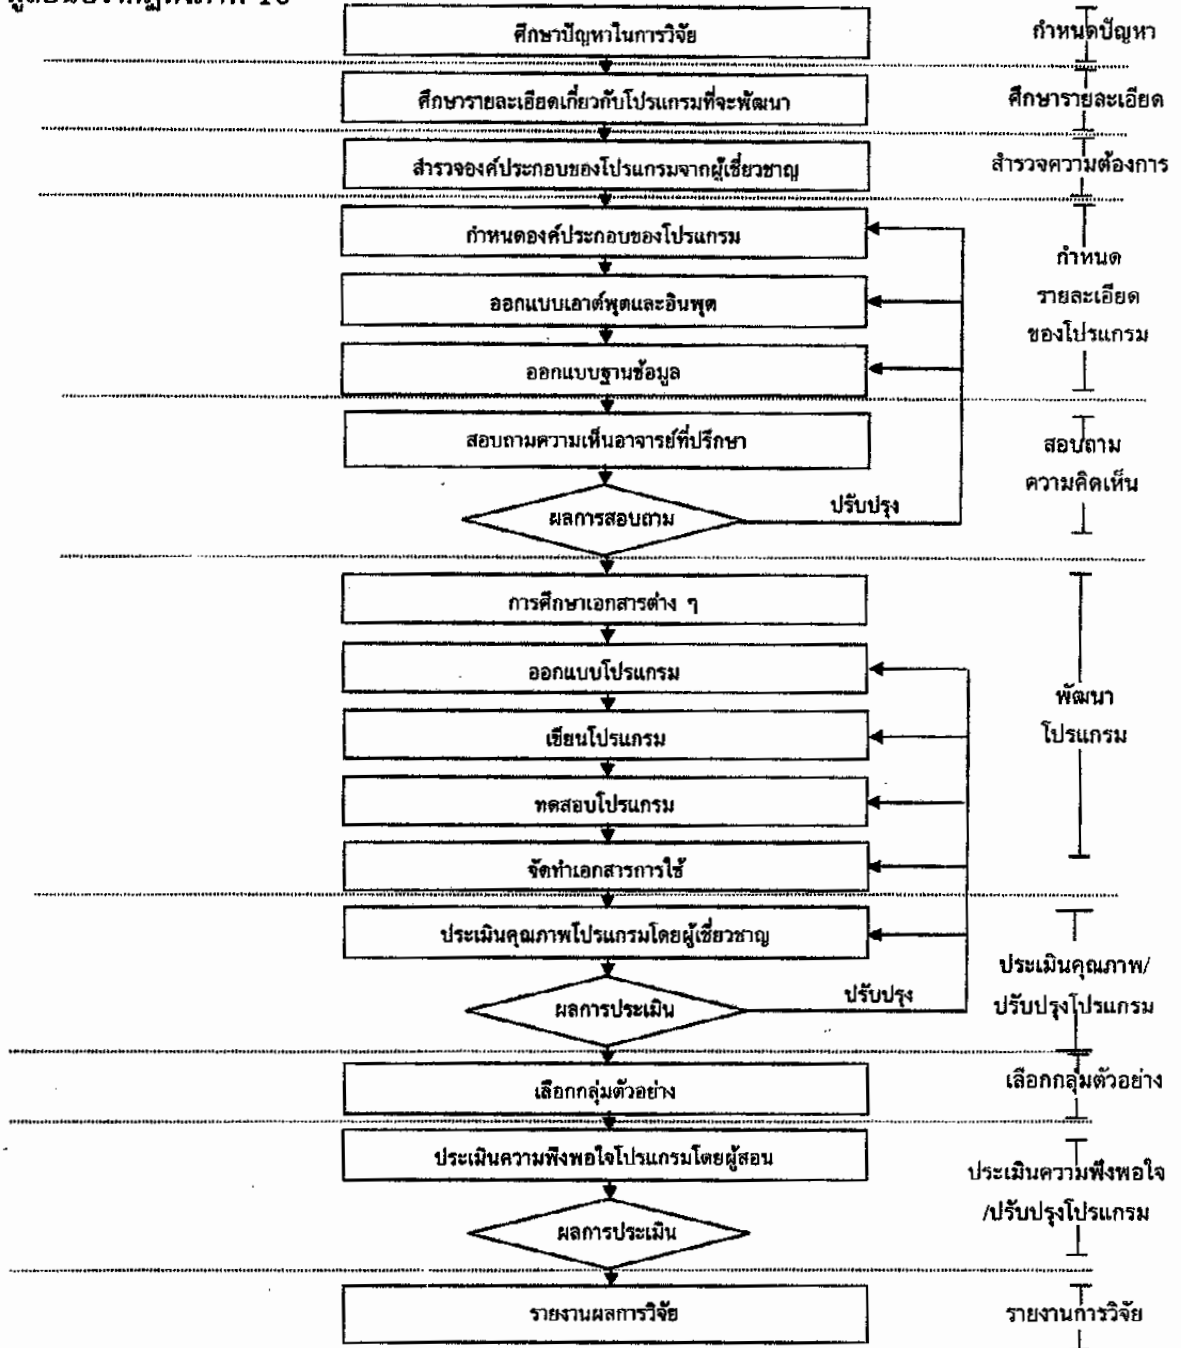 ศึกษาปัญหาในการวิจัย
กำหนดปัญหา
ศึกษารายละเอียดเกี่ยวกับโปรแกรมที่จะพัฒนา
ศึกษารายละเอียด
สำรวจองค์ประกอบของโปรแกรมจากผู้เชี่ยวชาญ
สำรวจความต้องการ
กำหนดองค์ประกอบของโปรแกรม
ออกแบบเอาต์พุตและอินพุต
ออกแบบฐานข้อมูล
กำหนด
รายละเอียด
ของโปรแกรม
สอบถามความเห็นอาจารย์ที่ปรึกษา
ผลการสอบถาม
ปรับปรุง
สอบถาม
ความคิดเห็น
การศึกษาเอกสารต่าง ๆ
ออกแบบโปรแกรม
เขียนโปรแกรม
ทดสอบโปรแกรม
จัดทำเอกสารการใช้
พัฒนา
โปรแกรม
ประเมินคุณภาพโปรแกรมโดยผู้เชี่ยวชาญ
ผลการประเมิน
ปรับปรุง
ประเมินคุณภาพ/
ปรับปรุงโปรแกรม
เลือกกลุ่มตัวอย่าง
เลือกกลุ่มตัวอย่าง
ประเมินความพึงพอใจโปรแกรมโดยผู้สอน
ผลการประเมิน
ประเมินความพึงพอใจ
/ปรับปรุงโปรแกรม
รายงานผลการวิจัย
รายงานการวิจัย